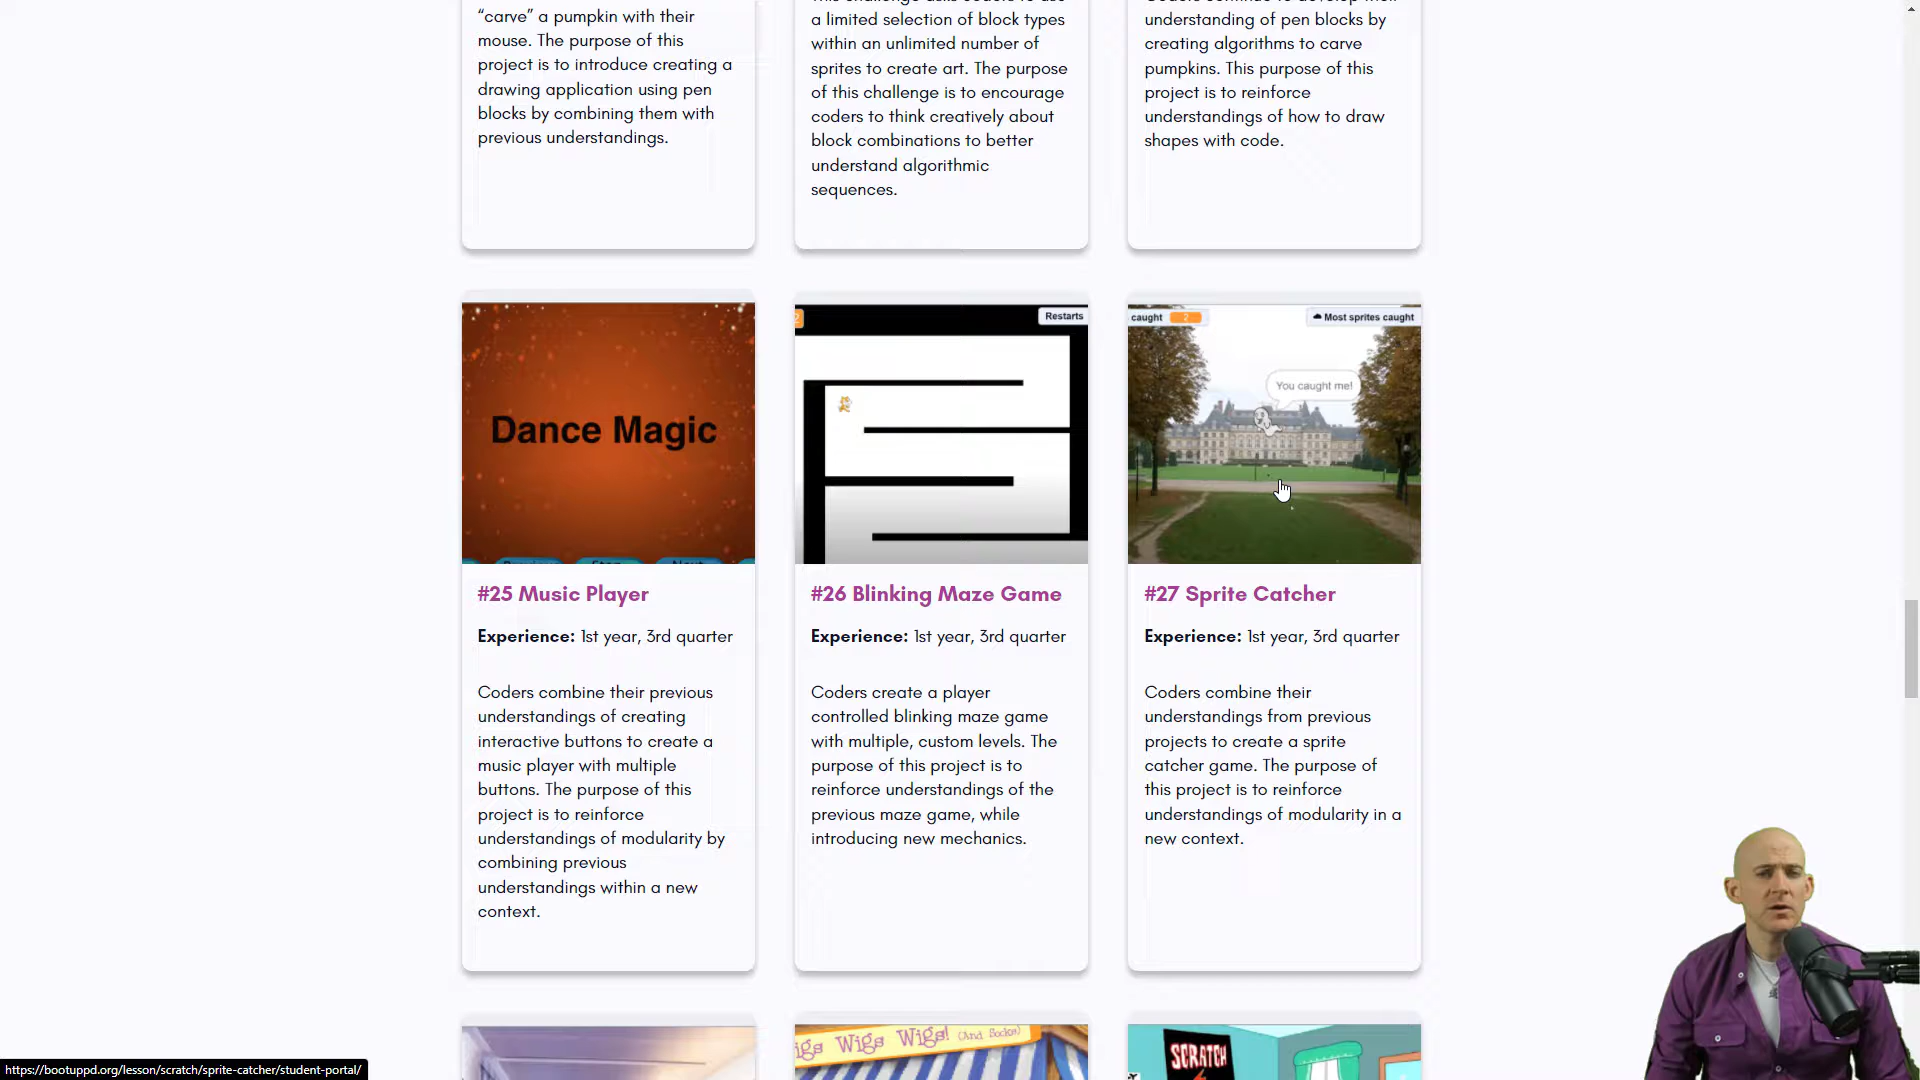 “carve” a pumpkin with their
mouse. The purpose of this
project is to introduce creating a
drawing application using pen
blocks by combining them with
previous understandings.
a limited selection of block types
within an unlimited number of
sprites to create art. The purpose
of this challenge is to encourage
coders to think creatively about
block combinations to better
understand algorithmic
sequences.
understanding of pen blocks by
creating algorithms to carve
pumpkins. This purpose of this
project is to reinforce
understandings of how to draw
shapes with code.
Dance Magic
Restarts
caught 2
Most sprites caught
You caught me!
#25 Music Player
Experience: 1st year, 3rd quarter
Coders combine their previous
understandings of creating
interactive buttons to create a
music player with multiple
buttons. The purpose of this
project is to reinforce
understandings of modularity by
combining previous
understandings within a new
context.
#26 Blinking Maze Game
Experience: 1st year, 3rd quarter
Coders create a player
controlled blinking maze game
with multiple, custom levels. The
purpose of this project is to
reinforce understandings of the
previous maze game, while
introducing new mechanics.
#27 Sprite Catcher
Experience: 1st year, 3rd quarter
Coders combine their
understandings from previous
projects to create a sprite
catcher game. The purpose of
this project is to reinforce
understandings of modularity in a
new context.
Wigs Wigs! (And Socks)
SCRATCH
https://bootuppd.org/lesson/scratch/sprite-catcher/student-portal/